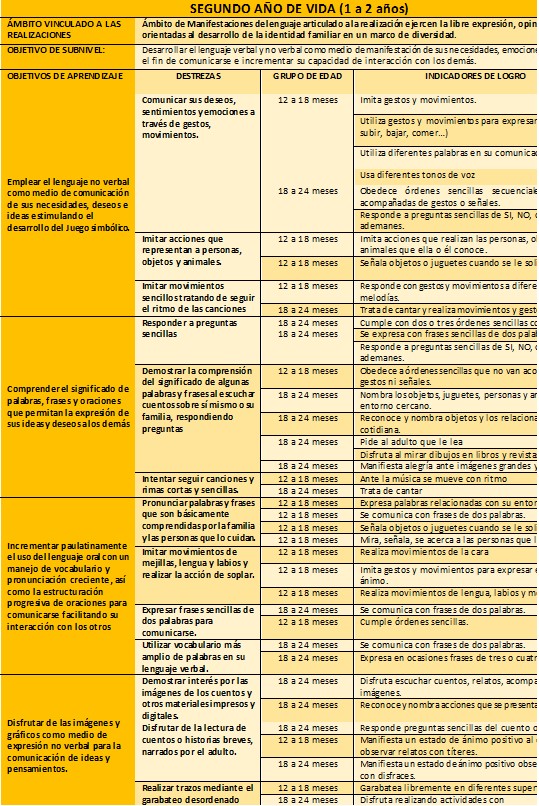 SEGUNDO AÑO DE VIDA (1 a 2 años)
ÁMBITO VINCULADO A LAS REALIZACIONES
Ámbito de Manifestaciones del lenguaje articulado a la realización ejercen la libre expresión, opin
orientadas al desarrollo de la identidad familiar en un marco de diversidad.
OBJETIVO DE SUBNIVEL:
Desarrollar el lenguaje verbal y no verbal como medio de manifestación de sus necesidades, emocione
el fin de comunicarse e incrementar su capacidad de interacción con los demás.
OBJETIVOS DE APRENDIZAJE
DESTREZAS
GRUPO DE EDAD
INDICADORES DE LOGRO
Emplear el lenguaje no verbal
como medio de comunicación
de sus necesidades, deseos e
ideas estimulando el
desarrollo del Juego simbólico.
Comunicar sus deseos,
sentimientos y emociones a
través de gestos,
movimientos.
12 a 18 meses
Imita gestos y movimientos.
Utiliza gestos y movimientos para expresar
subir, bajar, comer...)
Utiliza diferentes palabras en su comunica
Usa diferentes tonos de voz
18 a 24 meses
Obedece órdenes sencillas secuenciale
acompañadas de gestos o señales.
Responde a preguntas sencillas de SI, NO, c
ademanes.
Imitar acciones que
representan a personas,
objetos y animales.
12 a 18 meses
Imita acciones que realizan las personas, o
animales que ella o él conoce.
12 a 18 meses
Señala objetos o juguetes cuando se le soli
Imitar movimientos
sencillos tratando de seguir
el ritmo de las canciones
12 a 18 meses
Responde con gestos y movimientos a difere
melodías.
18 a 24 meses
Trata de cantar y realiza movimientos y gest
Comprender el significado de
palabras, frases y oraciones
que permitan la expresión de
sus ideas y deseos a los demás
Responder a preguntas
sencillas
18 a 24 meses
Cumple con dos o tres órdenes sencillas co
18 a 24 meses
Se expresa con frases sencillas de dos pala
Responde a preguntas sencillas de SI, NO, c
ademanes.
Demostrar la comprensión
del significado de algunas
palabras y frases al escuchar
cuentos sobre sí mismo o su
familia, respondiendo
preguntas
12 a 18 meses
Obedece a órdenes sencillas que no van aco
gestos ni señales.
18 a 24 meses
Nombra los objetos, juguetes, personas y an
entorno cercano.
18 a 24 meses
Reconoce y nombra objetos y los relaciona
cotidiana.
18 a 24 meses
Pide al adulto que le lea
Disfruta al mirar dibujos en libros y revista
18 a 24 meses
Manifiesta alegría ante imágenes grandes y
Intentar seguir canciones y
rimas cortas y sencillas.
12 a 18 meses
Ante la música se mueve con ritmo
18 a 24 meses
Trata de cantar
Incrementar paulatinamente
el uso del lenguaje oral con un
manejo de vocabulario y
pronunciación creciente, así
como la estructuración
progresiva de oraciones para
comunicarse facilitando su
interacción con los otros
Pronunciar palabras y frases
que son básicamente
comprendidas por la familia
y las personas que lo cuidan.
12 a 18 meses
Expresa palabras relacionadas con su entor
12 a 18 meses
Se comunica con frases de dos palabras.
12 a 18 meses
Señala objetos o juguetes cuando se le soli
12 a 18 meses
Mira, señala, se acerca a las personas que l
Imitar movimientos de
mejillas, lengua y labios y
realizar la acción de soplar.
12 a 18 meses
Realiza movimientos de la cara
12 a 18 meses
Imita gestos y movimientos para expresar e
ánimo.
12 a 18 meses
Realiza movimientos de lengua, labios y me
Expresar frases sencillas de
dos palabras para
comunicarse.
18 a 24 meses
Se comunica con frases de dos palabras.
12 a 18 meses
Cumple órdenes sencillas.
Utilizar vocabulario más
amplio de palabras en su
lenguaje verbal.
18 a 24 meses
Se comunica con frases de dos palabras.
18 a 24 meses
Expresa en ocasiones frases de tres o cuatr
Disfrutar de las imágenes y
gráficos como medio de
expresión no verbal para la
comunicación de ideas y
pensamientos.
Demostrar interés por las
imágenes de los cuentos y
otros materiales impresos y
digitales.
18 a 24 meses
Disfruta escuchar cuentos, relatos, acompa
imágenes.
18 a 24 meses
Reconoce y nombra acciones que se presenta
Disfrutar de la lectura de
cuentos o historias breves,
narrados por el adulto.
18 a 24 meses
Responde preguntas sencillas del cuento o
12 a 18 meses
Manifiesta un estado de ánimo positivo al e
observar relatos con títeres.
18 a 24 meses
Manifiesta un estado de ánimo positivo obse
con disfraces.
Realizar trazos mediante el
garabateo desordenado
12 a 18 meses
Garabatea libremente en diferentes super
18 a 24 meses
Disfruta realizando actividades con